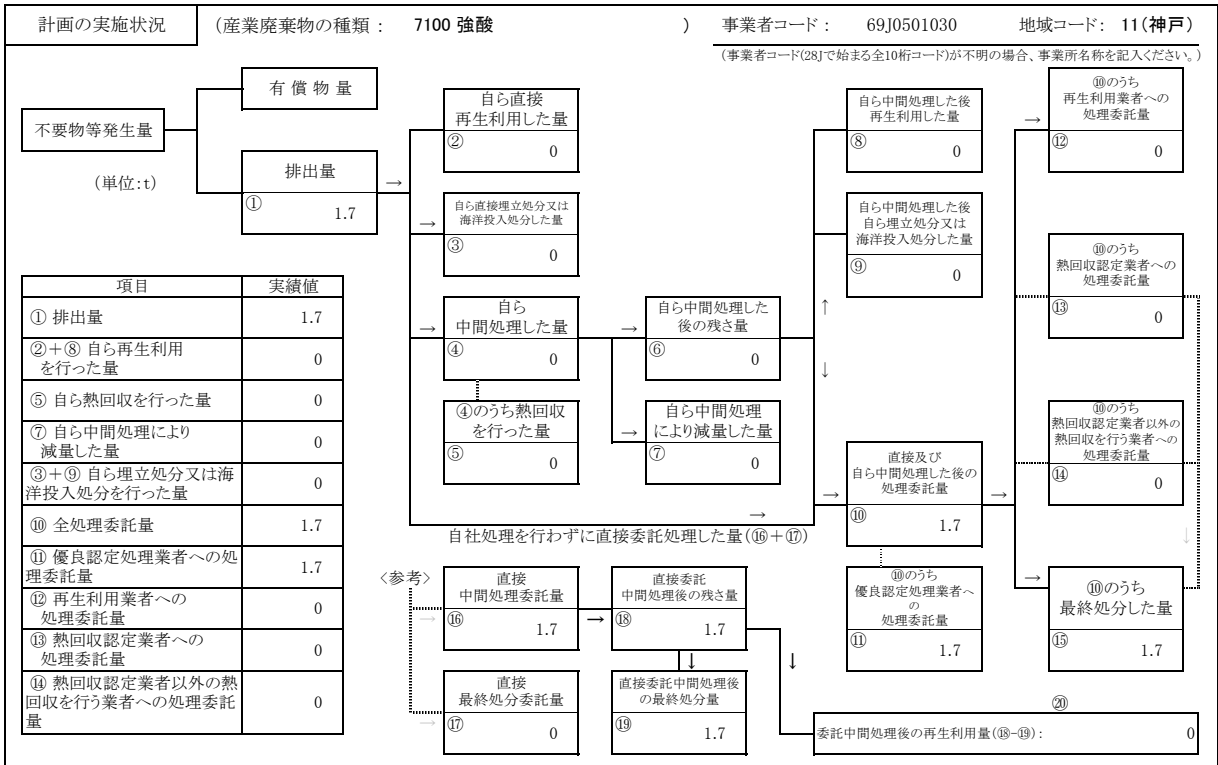 計画の実施状況
(産業廃棄物の種類： 7100 強酸 )
事業者コード： 69J0501030
地域コード： 11(神戸)
(事業者コード(28Jで始まる全10桁コード)が不明の場合、事業所名称を記入ください。)
不要物等発生量
(単位:t)
有償物量
排出量
①
1.7
→
自ら直接
再生利用した量
②
0
→
自ら直接埋立処分又は
海洋投入処分した量
③
0
→
自ら
中間処理した量
④
0
④のうち熱回収
を行った量
⑤
0
→
自ら中間処理した
後の残さ量
⑥
0
→
自ら中間処理
により減量した量
⑦
0
自ら中間処理した後
再生利用した量
⑧
0
自ら中間処理した後
自ら埋立処分又は
海洋投入処分した量
⑨
0
↑
↓
→
直接及び
自ら中間処理した後の
処理委託量
⑩
1.7
→
⑩のうち
優良認定処理業者へ
の
処理委託量
⑪
1.7
→
⑩のうち
再生利用業者への
処理委託量
⑫
0
⑩のうち
熱回収認定業者への
処理委託量
⑬
0
⑩のうち
熱回収認定業者以外の
熱回収を行う業者への
処理委託量
⑭
0
↓
→
⑩のうち
最終処分した量
⑮
1.7
項目 実績値
① 排出量 1.7
②＋⑧ 自ら再生利用
を行った量 0
⑤ 自ら熱回収を行った量 0
⑦ 自ら中間処理により
減量した量 0
③＋⑨ 自ら埋立処分又は海
洋投入処分を行った量 0
⑩ 全処理委託量 1.7
⑪ 優良認定処理業者への処
理委託量 1.7
⑫ 再生利用業者への
処理委託量 0
⑬ 熱回収認定業者への
処理委託量 0
⑭ 熱回収認定業者以外の熱
回収を行う業者への処理委託
量 0
→
自社処理を行わずに直接委託処理した量(⑯＋⑰)
<参考>
→
直接
中間処理委託量
⑯
1.7
→
直接委託
中間処理後の残さ量
⑱
1.7
↓
↓
→
直接
最終処分委託量
⑰
0
直接委託中間処理後
の最終処分量
⑲
1.7
⑳
委託中間処理後の再生利用量(⑱-⑲)： 0